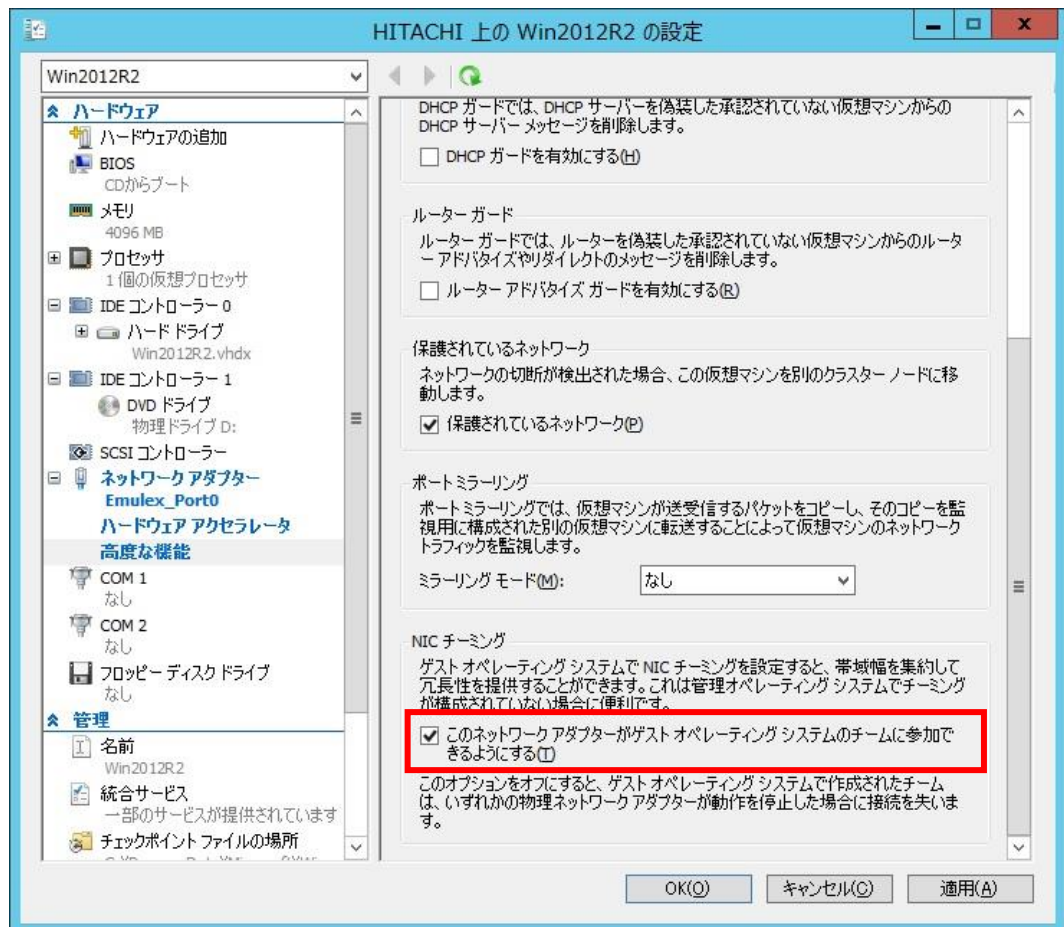 HITACHI 上の Win2012R2 の設定
Win2012R2
ハードウェア
ハードウェアの追加
BIOS
CDからブート
メモリ
4096 MB
プロセッサ
1 個の仮想プロセッサ
IDE コントローラー 0
ハード ドライブ
Win2012R2.vhdx
IDE コントローラー 1
DVD ドライブ
物理ドライブ D:
SCSI コントローラー
ネットワーク アダプター
Emulex_Port0
ハードウェア アクセラレータ
高度な機能
COM 1
なし
COM 2
なし
フロッピー ディスク ドライブ
なし
管理
名前
Win2012R2
統合サービス
一部のサービスが提供されています
チェックポイント ファイルの場所
DHCP ガードでは、DHCP サーバーを偽装した承認されていない仮想マシンからの
DHCP サーバー メッセージを削除します。
DHCP ガードを有効にする(H)
ルーター ガード
ルーター ガードでは、ルーターを偽装した承認されていない仮想マシンからのルータ
ー アドバタイズやリダイレクトのメッセージを削除します。
ルーター アドバタイズ ガードを有効にする(R)
保護されているネットワーク
ネットワークの切断が検出された場合、この仮想マシンを別のクラスター ノードに移
動します。
保護されているネットワーク(P)
ポート ミラーリング
ポート ミラーリングでは、仮想マシンが送受信するパケットをコピーし、そのコピーを監
視用に構成された別の仮想マシンに転送することによって仮想マシンのネットワーク
トラフィックを監視します。
ミラーリング モード(M):
なし
NIC チーミング
ゲスト オペレーティング システムで NIC チーミングを設定すると、帯域幅を集約して
冗長性を提供することができます。これは管理オペレーティング システムでチーミング
が構成されていない場合に便利です。
このネットワーク アダプターがゲスト オペレーティング システムのチームに参加で
きるようにする(T)
このオプションをオフにすると、ゲスト オペレーティング システムで作成されたチーム
は、いずれかの物理ネットワーク アダプターが動作を停止した場合に接続を失いま
す。
OK(O)
キャンセル(C)
適用(A)